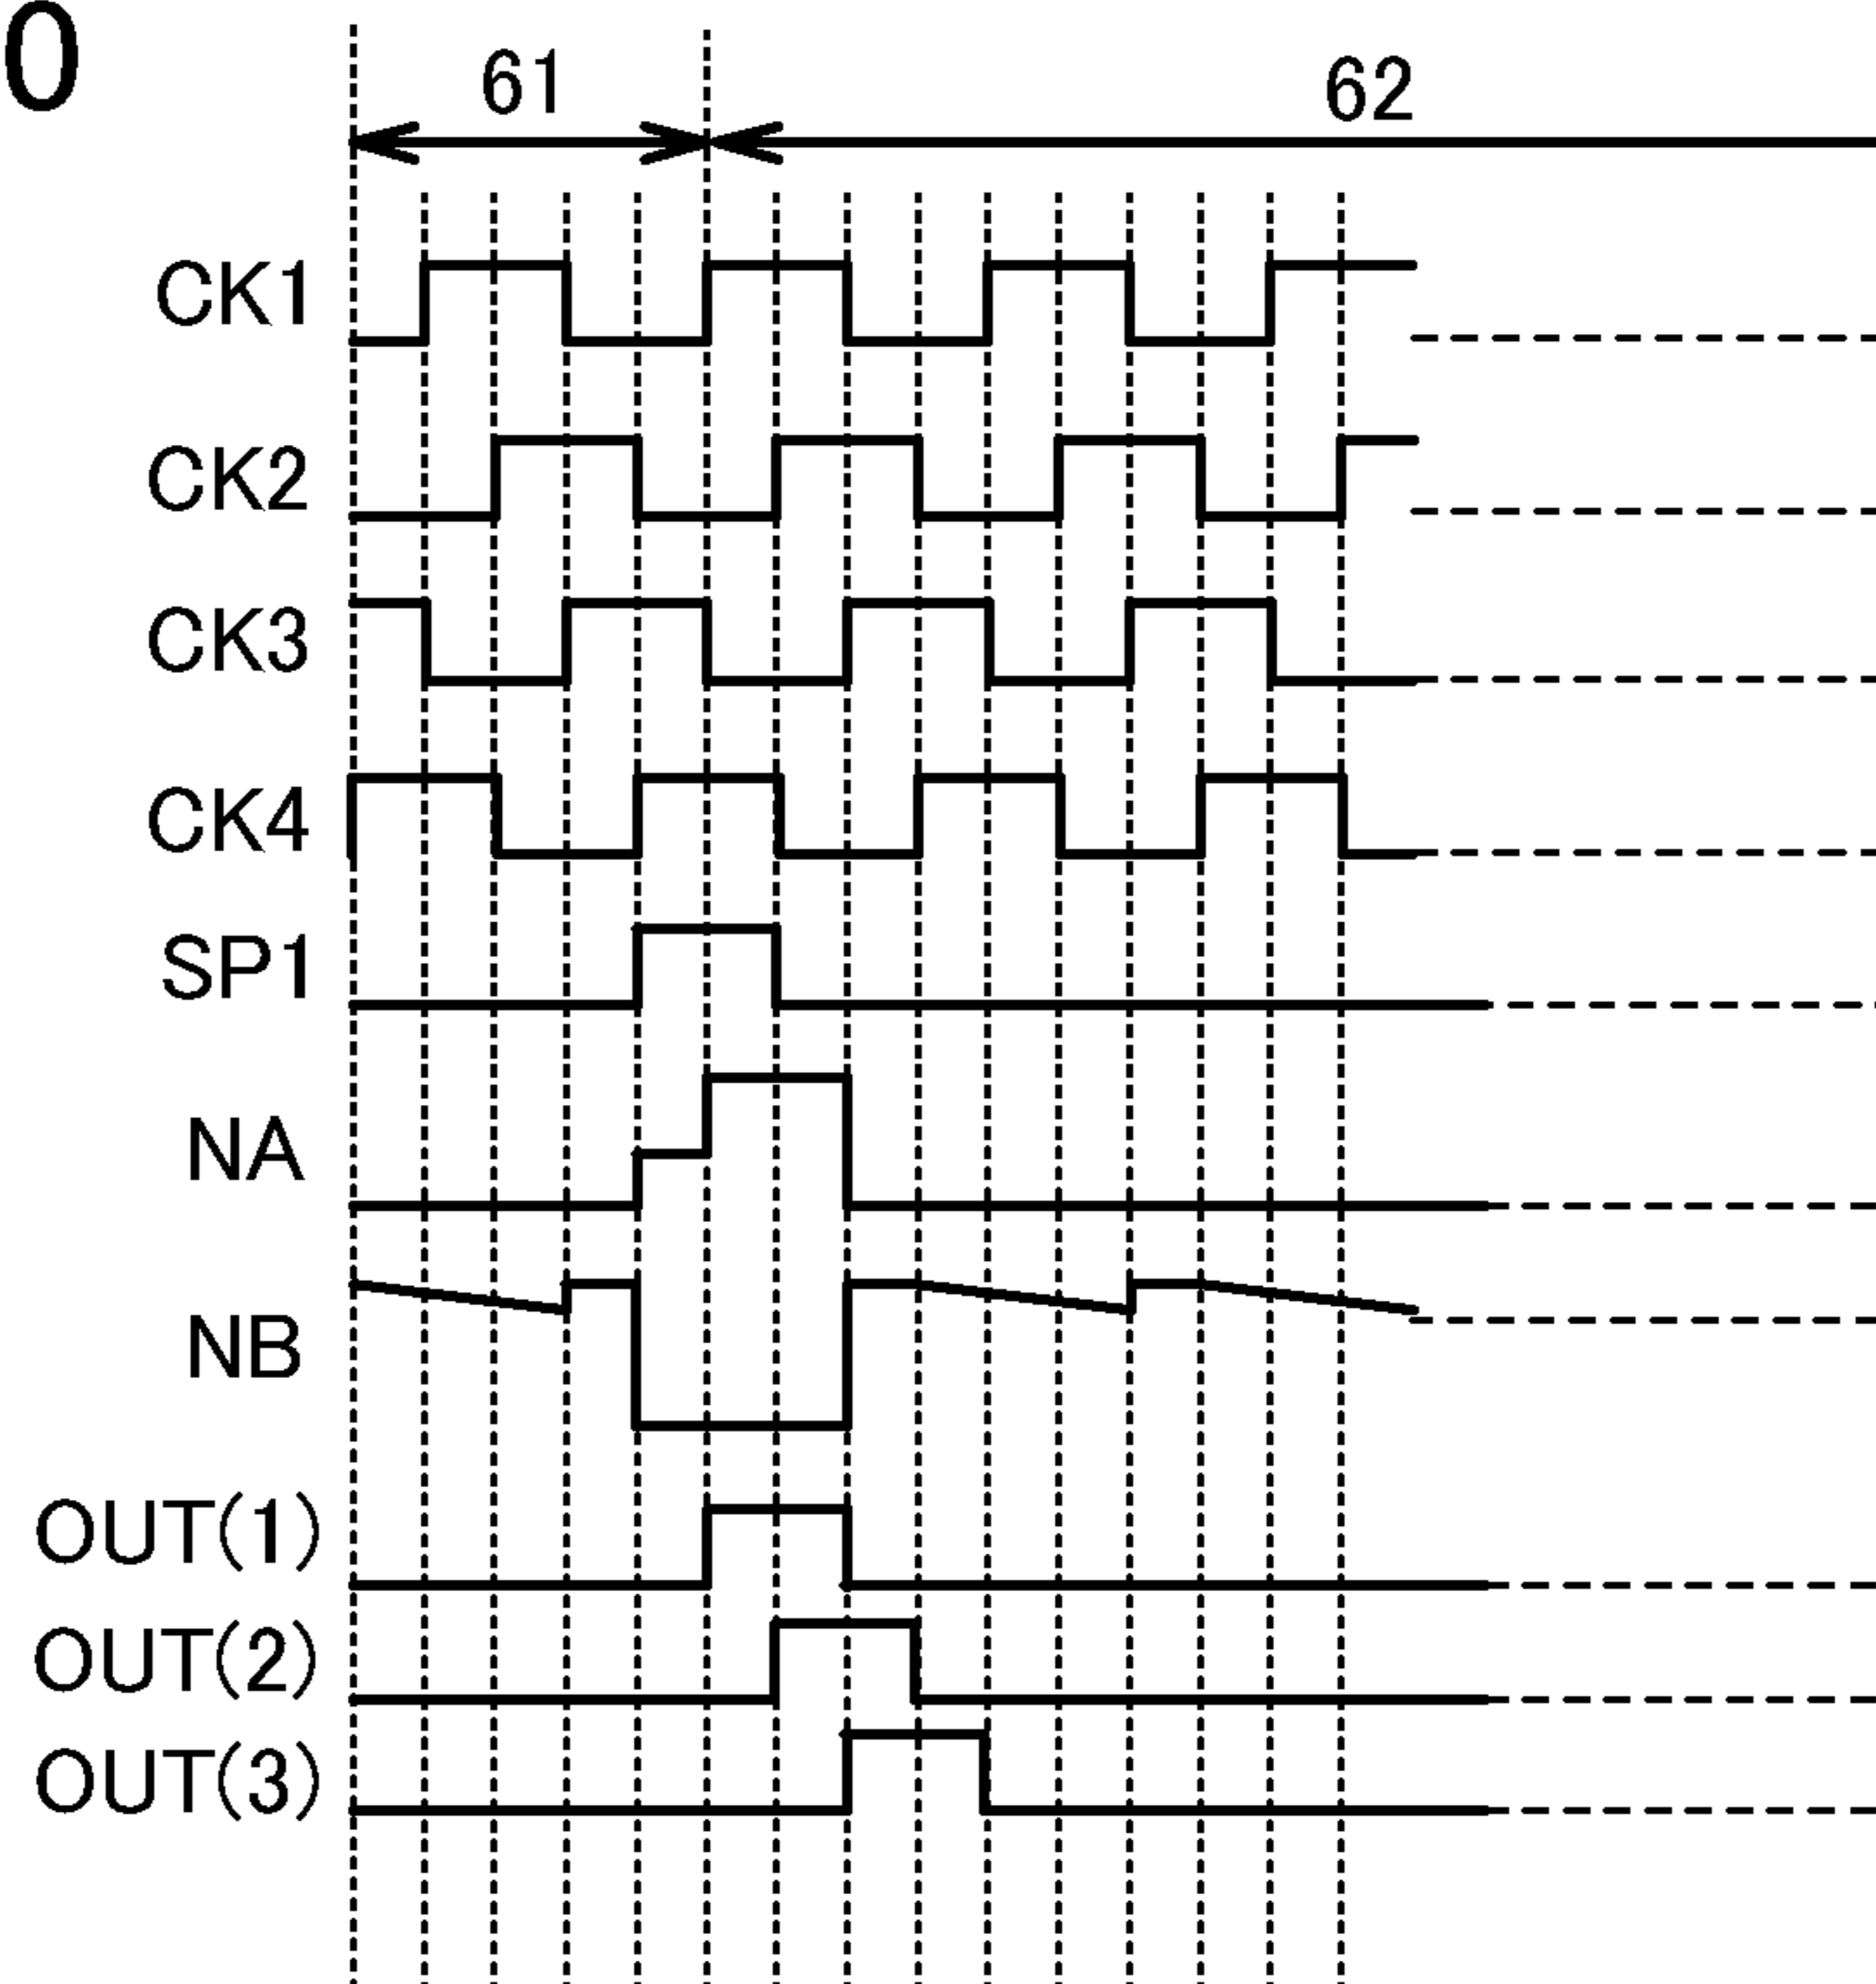 0
61
62
CK1
CK2
CK3
CK4
SP1
NA
NB
OUT(1)
OUT(2)
OUT(3)